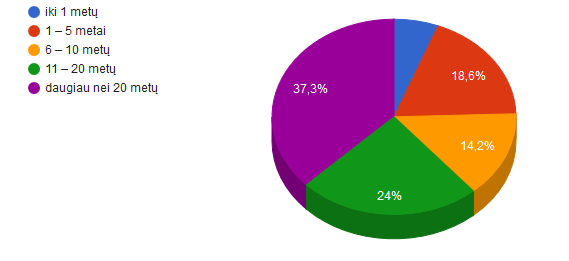 iki 1 metų
1 – 5 metai
6 – 10 metų
11 – 20 metų
daugiau nei 20 metų
18,6%
37,3%
14,2%
24%